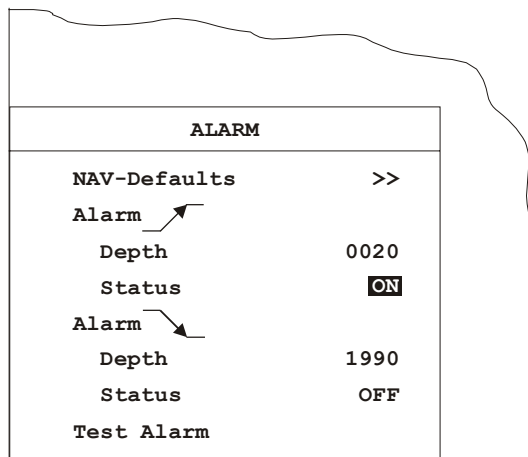 ALARM
NAV-Defaults >>
Alarm
Depth 0020
Status ON
Alarm
Depth 1990
Status OFF
Test Alarm